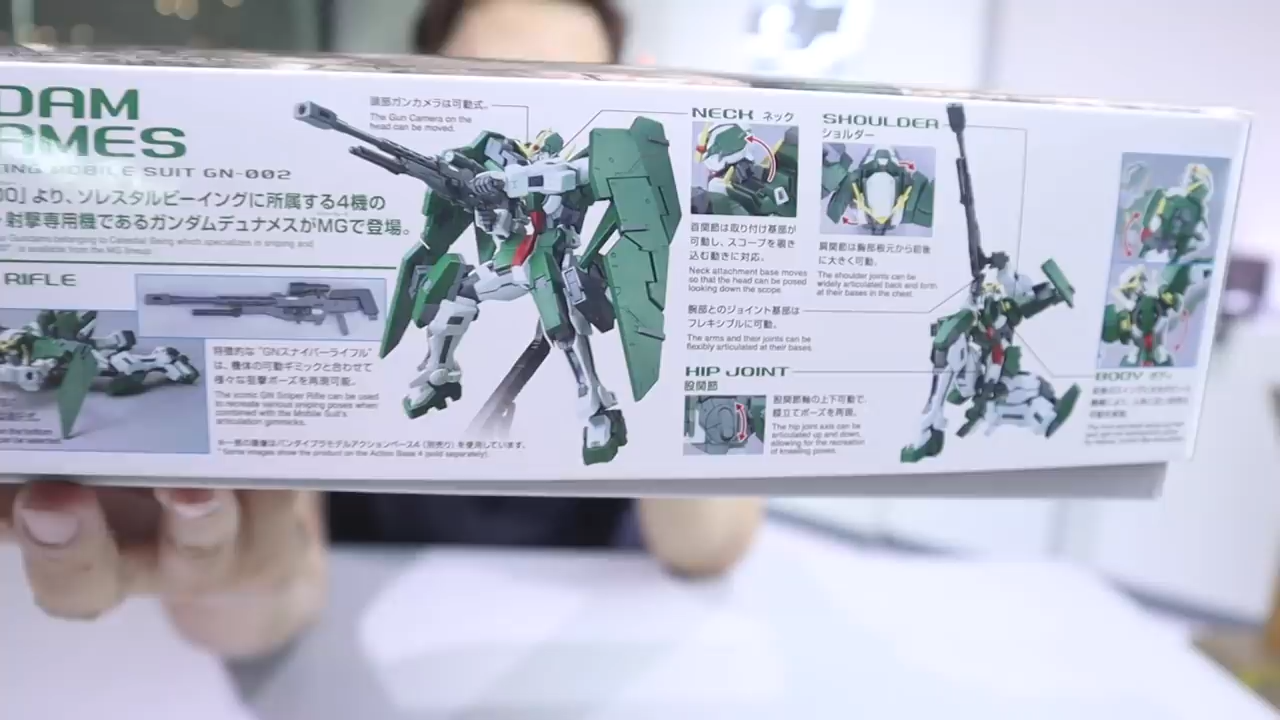 DAM
AMES
ING MOBILE SUIT GN-002
00」より、ソレスタルビーイングに所属する4機の
射撃専用機であるガンダムデュナメスがMGで登場。
Gundams belonging to Celestial Being which specializes in sniping and
RIFLE
特徴的な "GNスナイパーライフル"
は、機体の可動ギミックと合わせて
様々な狙撃ポーズを再現可能。
The iconic GN Sniper Rifle can be used
to recreate various sniping poses when
combined with the Mobile Suit's
articulation gimmicks.
※一部の画像はバンダイプラモデルアクションベース4(別売り)を使用しています。
* Some images show the product on the Action Base 4 (sold separately).
頭部ガンカメラは可動式。
The Gun Camera on the
head can be moved.
NECK ネック
首関節は取り付け基部が
可動し、スコープを覗き
込む動きに対応。
Neck attachment base moves
so that the head can be posed
looking down the scope.
SHOULDER
ショルダー
肩関節は胸部根元から前後
に大きく可動。
The shoulder joints can be
widely articulated back and forth
at their bases in the chest.
腕部とのジョイント基部は
フレキシブルに可動。
The arms and their joints can be
flexibly articulated at their bases.
HIP JOINT
股関節
股関節軸の上下可動で、
膝立てポーズを再現。
The hip joint axis can be
articulated up and down,
allowing for the recreation
of kneeling poses.
BODY ボディ